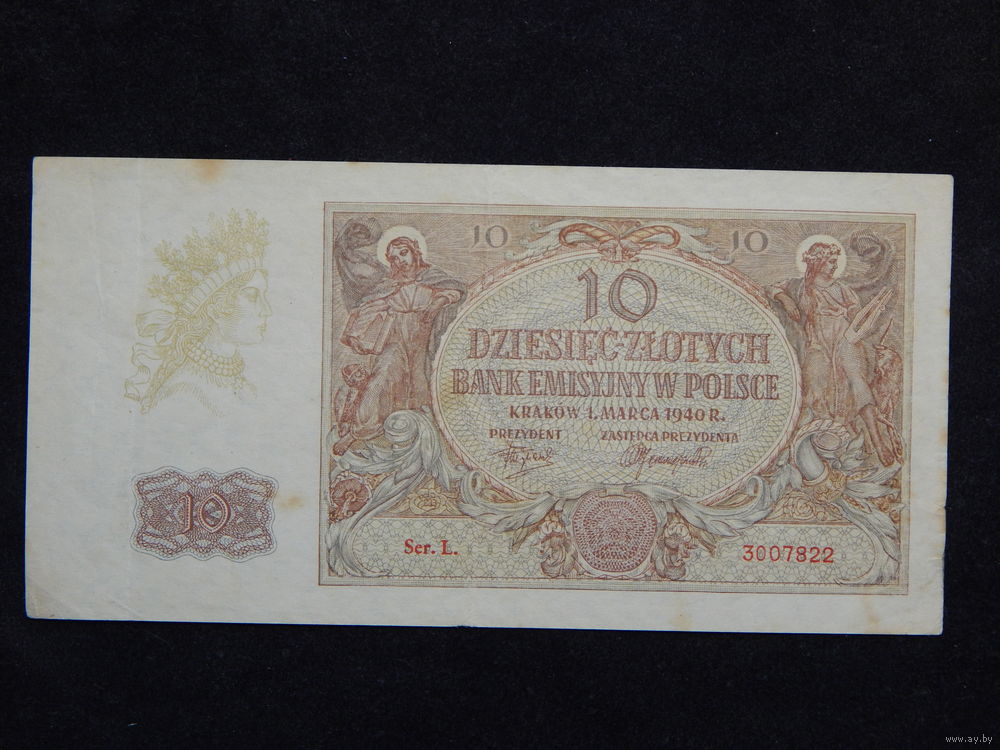 10 10
10
DZIESIĘĆ ZŁOTYCH
BANK EMISYJNY W POLSCE
KRAKÓW 1. MARCA 1940 R.
PREZYDENT ZASTĘPCA PREZYDENTA
10
Ser. L. 3007822
www.ay.by